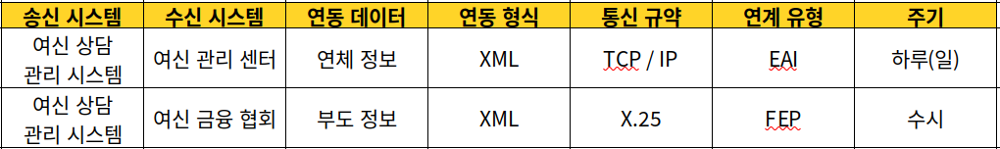 송신 시스템 수신 시스템 연동 데이터 연동 형식 통신 규약 연계 유형 주기
여신 상담
관리 시스템 여신 관리 센터 연체 정보 XML TCP / IP EAI 하루(일)
여신 상담
관리 시스템 여신 금융 협회 부도 정보 XML X.25 FEP 수시